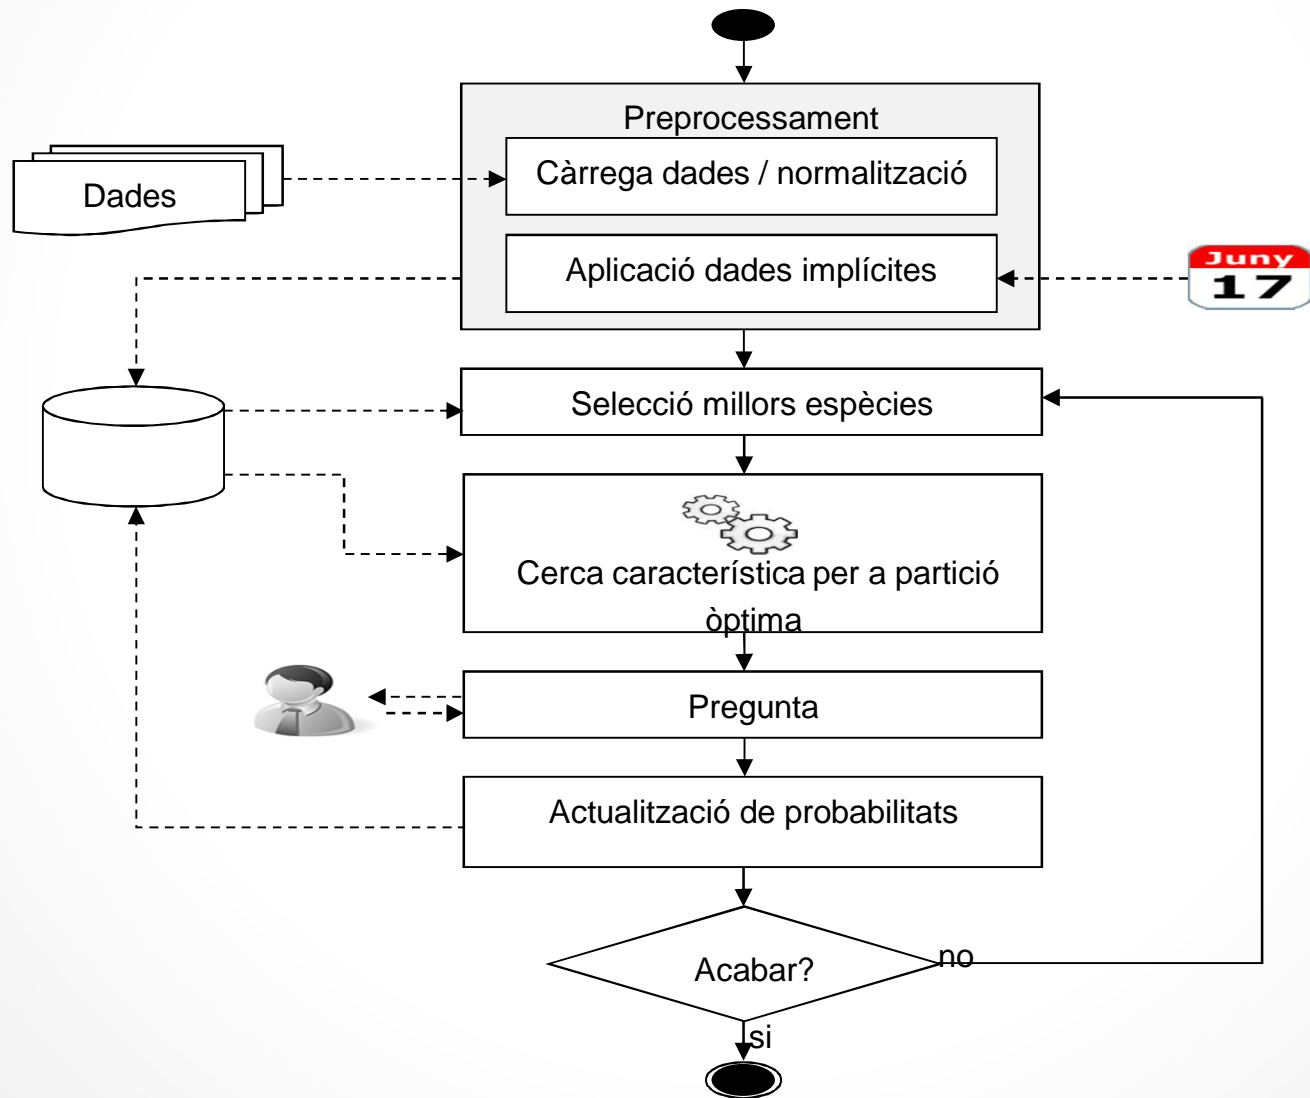 Preprocessament
Càrrega dades / normalització
Dades
Aplicació dades implícites
Juny
17
Selecció millors espècies
Cerca característica per a partició
òptima
Pregunta
Actualització de probabilitats
Acabar?
no
si